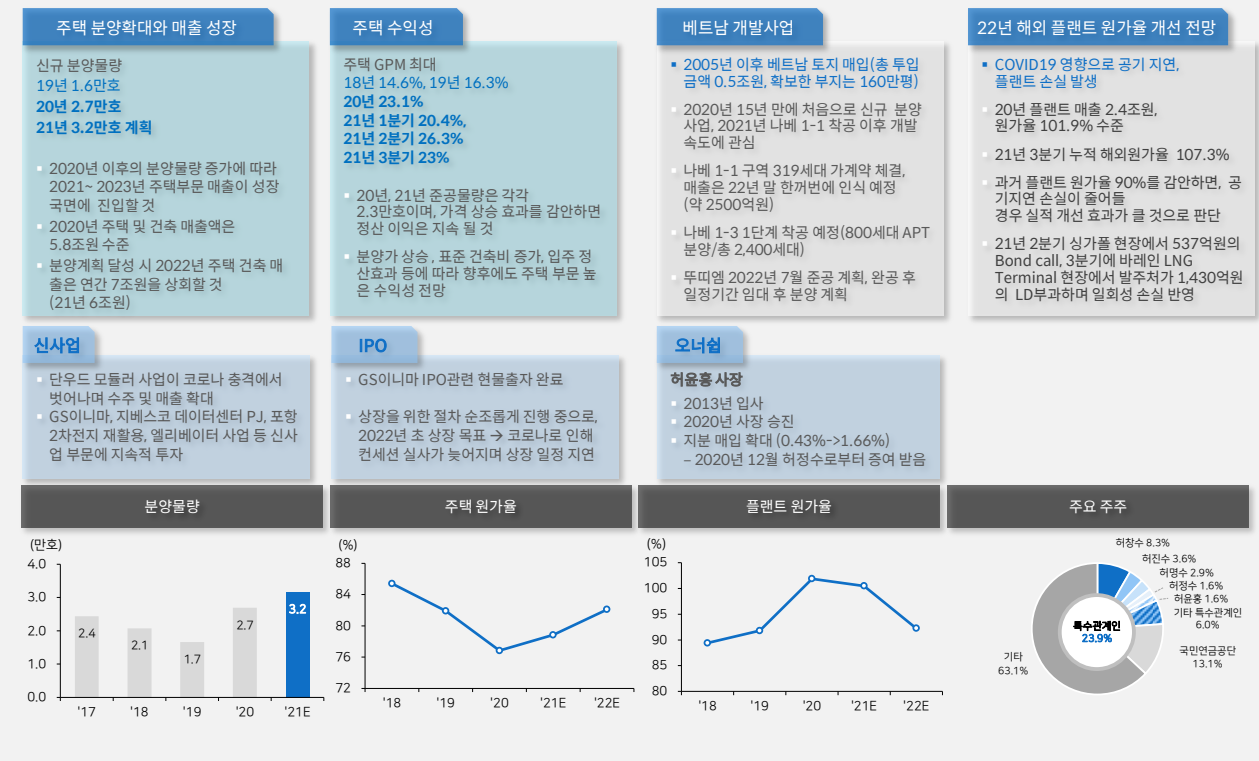 주택 분양확대와 매출 성장
신규 분양물량
19년 1.6만호
20년 2.7만호
21년 3.2만호 계획
▪ 2020년 이후의 분양물량 증가에 따라
2021~ 2023년 주택부문 매출이 성장
국면에 진입할 것
▪ 2020년 주택 및 건축 매출액은
5.8조원 수준
▪ 분양계획 달성 시 2022년 주택 건축 매
출은 연간 7조원을 상회할 것
(21년 6조원)
주택 수익성
주택 GPM 최대
18년 14.6%, 19년 16.3%
20년 23.1%
21년 1분기 20.4%,
21년 2분기 26.3%
21년 3분기 23%
▪ 20년, 21년 준공물량은 각각
2.3만호이며, 가격 상승 효과를 감안하면
정산 이익은 지속 될 것
▪ 분양가 상승 , 표준 건축비 증가, 입주 정
산효과 등에 따라 향후에도 주택 부문 높
은 수익성 전망
베트남 개발사업
▪ 2005년 이후 베트남 토지 매입(총 투입
금액 0.5조원, 확보한 부지는 160만평)
▪ 2020년 15년 만에 처음으로 신규 분양
사업, 2021년 나베 1-1 착공 이후 개발
속도에 관심
▪ 나베 1-1 구역 319세대 가계약 체결,
매출은 22년 말 한꺼번에 인식 예정
(약 2500억원)
▪ 나베 1-3 1단계 착공 예정(800세대 APT
분양/총 2,400세대)
▪ 뚜띠엠 2022년 7월 준공 계획, 완공 후
일정기간 임대 후 분양 계획
22년 해외 플랜트 원가율 개선 전망
▪ COVID19 영향으로 공기 지연,
플랜트 손실 발생
▪ 20년 플랜트 매출 2.4조원,
원가율 101.9% 수준
▪ 21년 3분기 누적 해외원가율 107.3%
▪ 과거 플랜트 원가율 90%를 감안하면, 공
기지연 손실이 줄어들
경우 실적 개선 효과가 클 것으로 판단
▪ 21년 2분기 싱가폴 현장에서 537억원의
Bond call, 3분기에 바레인 LNG
Terminal 현장에서 발주처가 1,430억원
의 LD부과하며 일회성 손실 반영
신사업
▪ 단우드 모듈러 사업이 코로나 충격에서
벗어나며 수주 및 매출 확대
▪ GS이니마, 지베스코 데이터센터 PJ, 포항
2차전지 재활용, 엘리베이터 사업 등 신사
업 부문에 지속적 투자
IPO
▪ GS이니마 IPO관련 현물출자 완료
▪ 상장을 위한 절차 순조롭게 진행 중으로,
2022년 초 상장 목표 → 코로나로 인해
컨세션 실사가 늦어지며 상장 일정 지연
오너쉽
허윤홍 사장
▪ 2013년 입사
▪ 2020년 사장 승진
▪ 지분 매입 확대 (0.43%->1.66%)
– 2020년 12월 허정수로부터 증여 받음
분양물량
(만호)
4.0
3.0
2.0
1.0
0.0
2.4
2.1
1.7
2.7
3.2
'17 '18 '19 '20 '21E
주택 원가율
(%)
88
84
80
76
72
'18 '19 '20 '21E '22E
플랜트 원가율
(%)
105
100
95
90
85
80
'18 '19 '20 '21E '22E
주요 주주
허창수 8.3%
허진수 3.6%
허명수 2.9%
허정수 1.6%
허윤홍 1.6%
기타 특수관계인
6.0%
국민연금공단
13.1%
기타
63.1%
특수관계인
23.9%